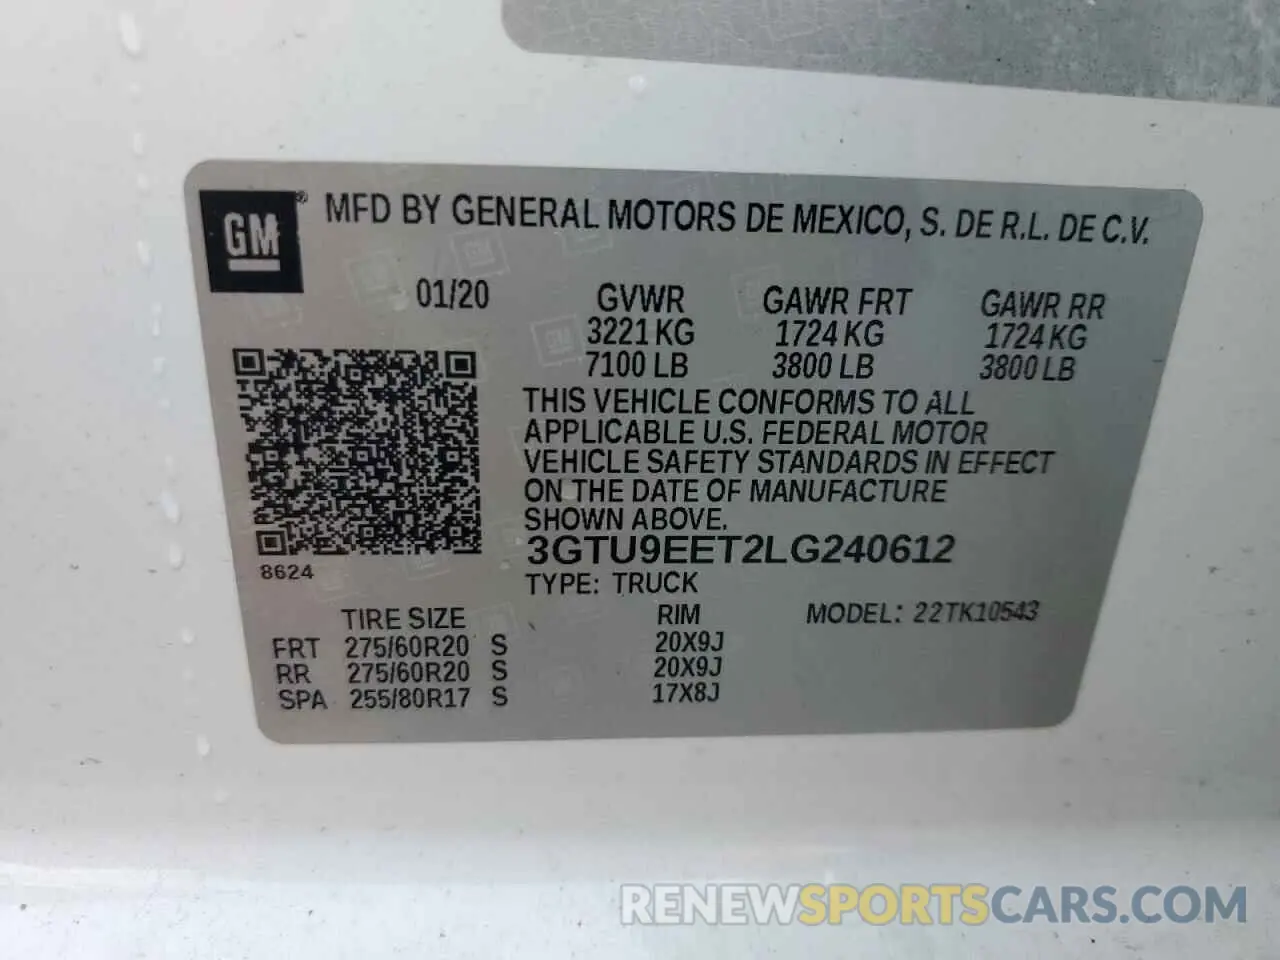 GM ® MFD BY GENERAL MOTORS DE MEXICO, S. DE R.L. DE C.V.
01/20 GVWR GAWR FRT GAWR RR
3221 KG 1724 KG 1724 KG
7100 LB 3800 LB 3800 LB
THIS VEHICLE CONFORMS TO ALL
APPLICABLE U.S. FEDERAL MOTOR
VEHICLE SAFETY STANDARDS IN EFFECT
ON THE DATE OF MANUFACTURE
SHOWN ABOVE.
3GTU9EET2LG240612
8624 TYPE: TRUCK
TIRE SIZE RIM MODEL: 22TK10543
FRT 275/60R20 S 20X9J
RR 275/60R20 S 20X9J
SPA 255/80R17 S 17X8J
RENEWSPORTSCARS.COM